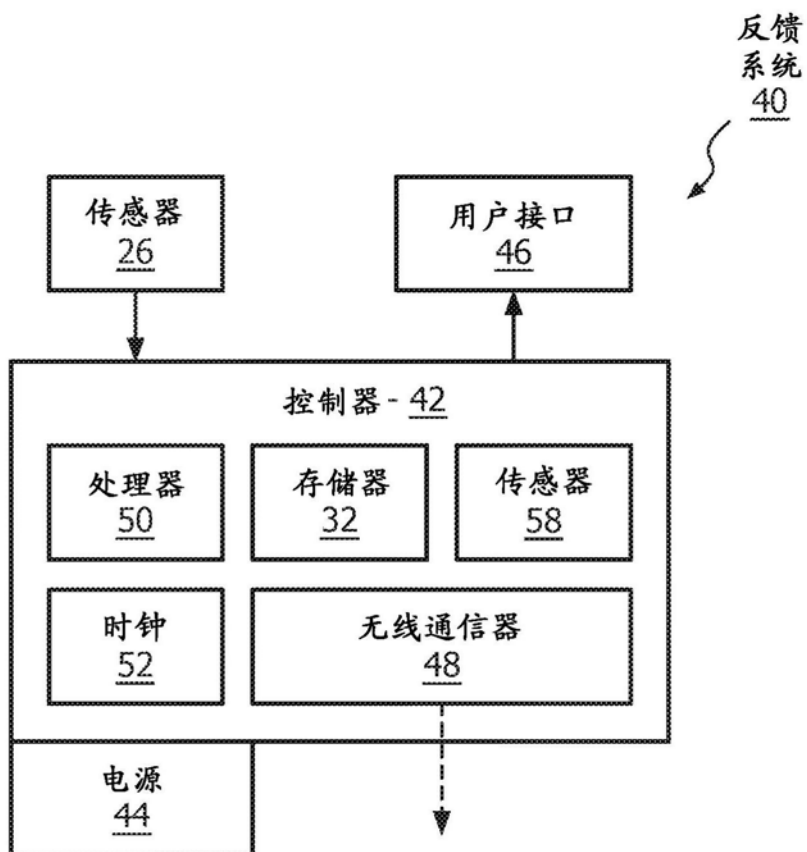 反馈
系统
40
传感器
26
用户接口
46
控制器 - 42
处理器
50
存储器
32
传感器
58
时钟
52
无线通信器
48
电源
44